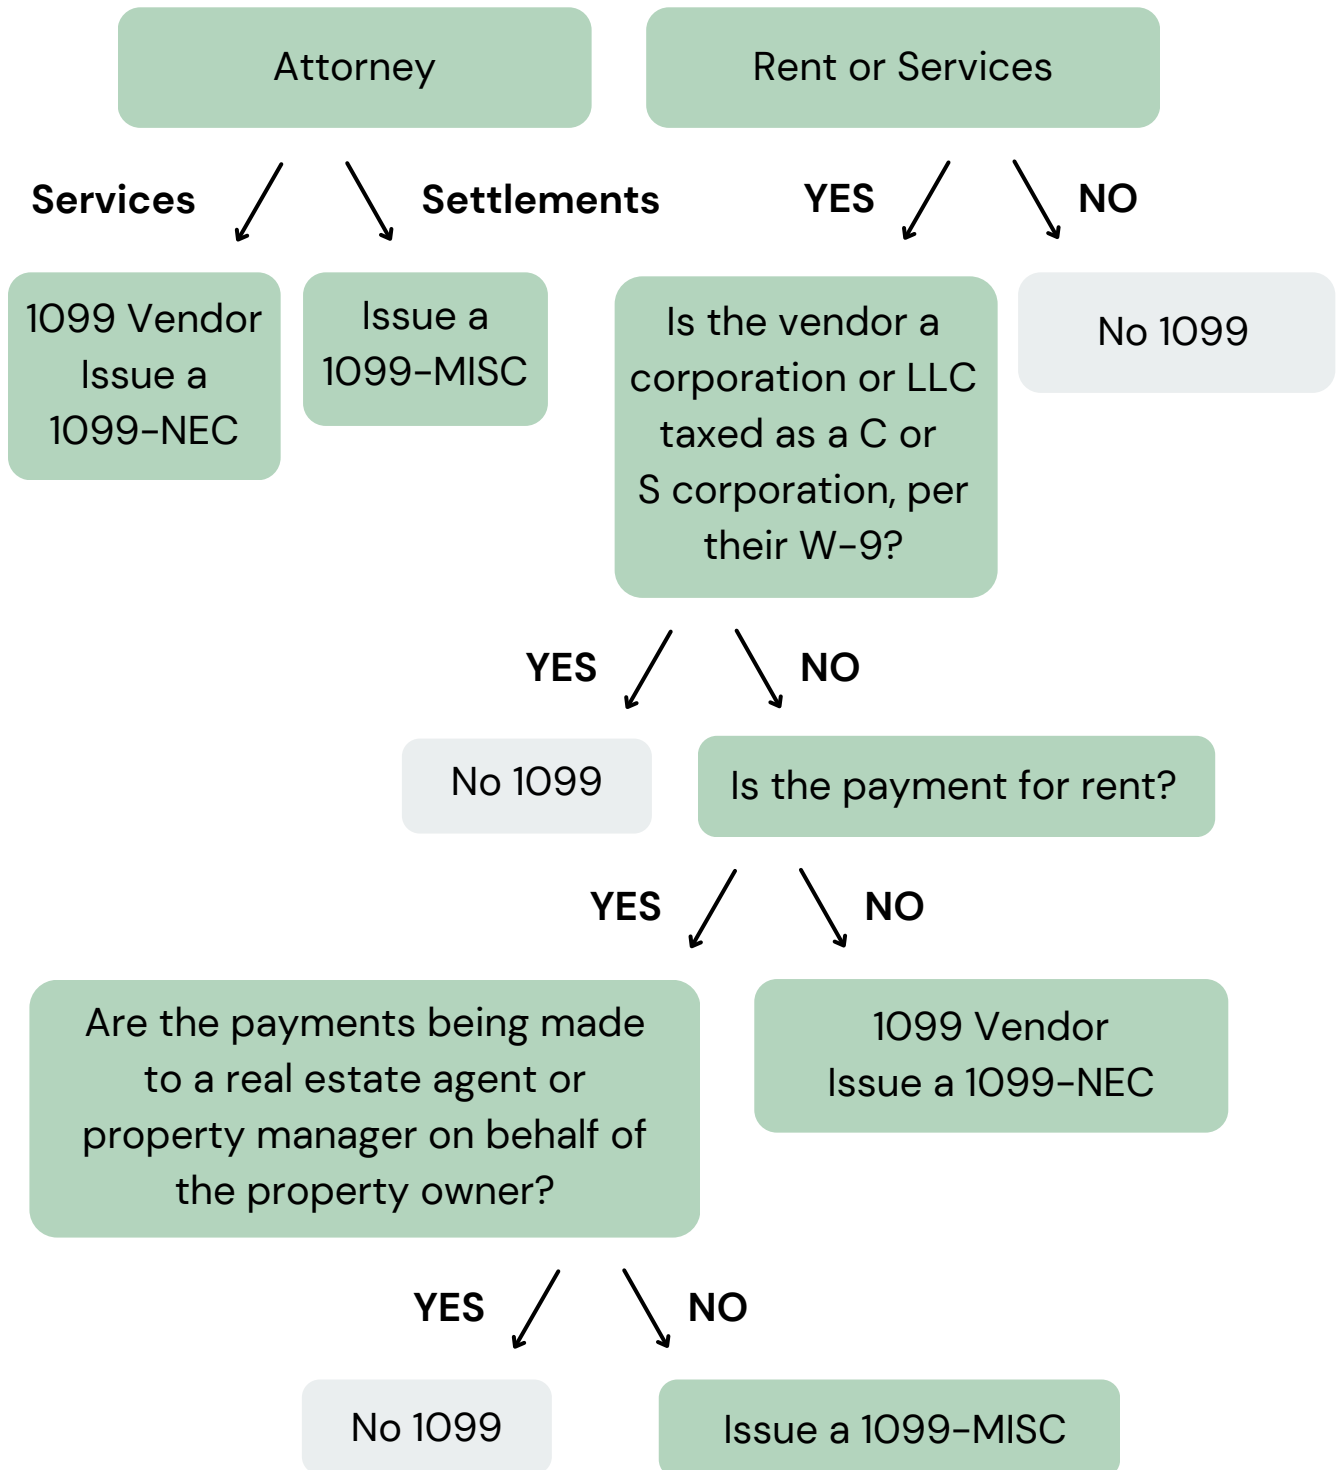 Attorney
Rent or Services
Services
Settlements
YES
NO
1099 Vendor
Issue a
1099-NEC
Issue a
1099-MISC
Is the vendor a
corporation or LLC
taxed as a C or
S corporation, per
their W-9?
No 1099
YES
NO
No 1099
Is the payment for rent?
YES
NO
Are the payments being made
to a real estate agent or
property manager on behalf of
the property owner?
1099 Vendor
Issue a 1099-NEC
YES
NO
No 1099
Issue a 1099-MISC